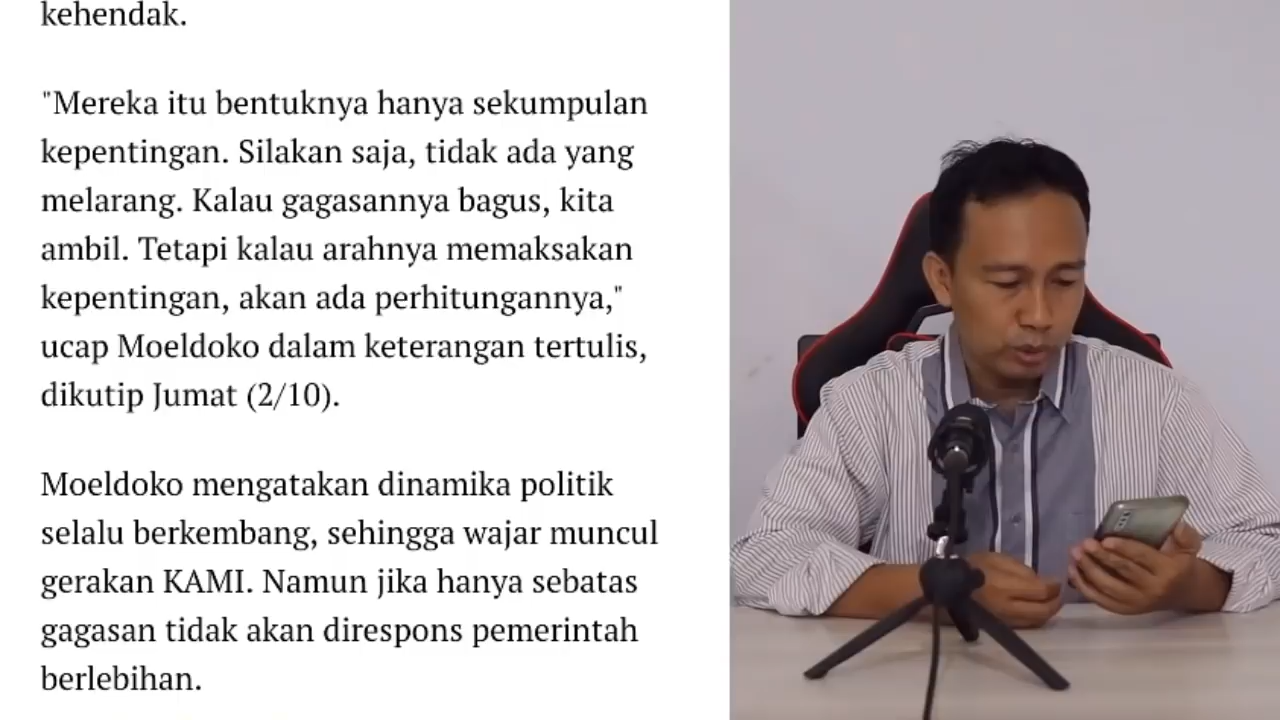 kehendak.
"Mereka itu bentuknya hanya sekumpulan
kepentingan. Silakan saja, tidak ada yang
melarang. Kalau gagasannya bagus, kita
ambil. Tetapi kalau arahnya memaksakan
kepentingan, akan ada perhitungannya,"
ucap Moeldoko dalam keterangan tertulis,
dikutip Jumat (2/10).
Moeldoko mengatakan dinamika politik
selalu berkembang, sehingga wajar muncul
gerakan KAMI. Namun jika hanya sebatas
gagasan tidak akan direspons pemerintah
berlebihan.